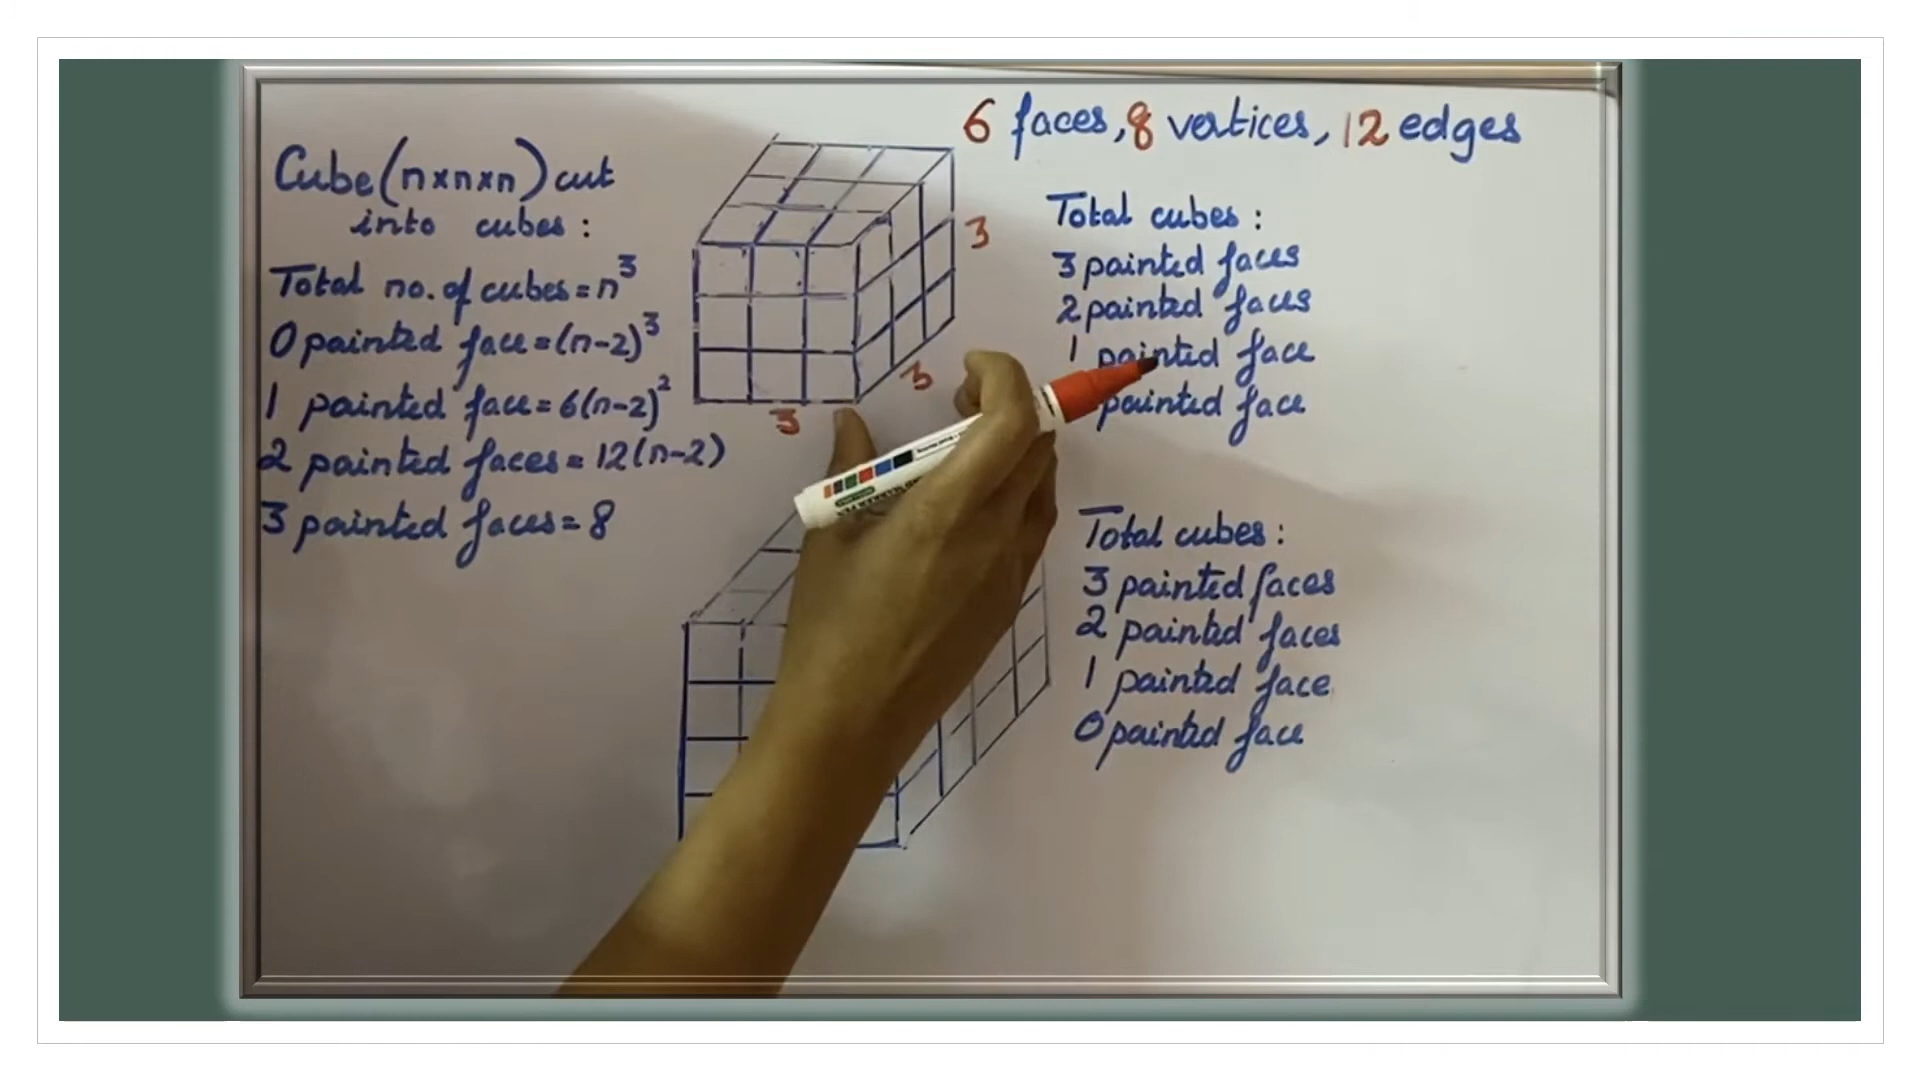 6 faces, 8 vertices, 12 edges
Cube (n×n×n) cut
into cubes :
Total no. of cubes = n³
0 painted face = (n-2)³
1 painted face = 6(n-2)²
2 painted faces = 12(n-2)
3 painted faces = 8
3
3
3
Total cubes :
3 painted faces
2 painted faces
1 painted face
painted face
Total cubes :
3 painted faces
2 painted faces
1 painted face
0 painted face